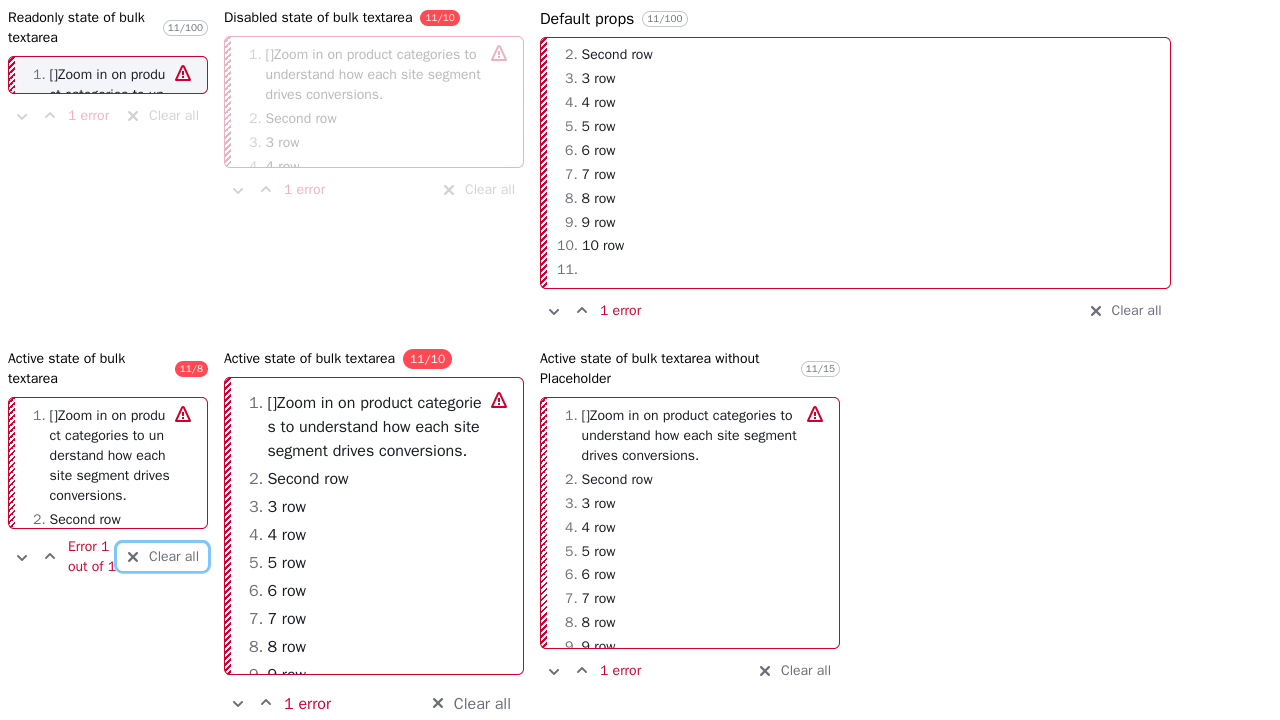 Readonly state of bulk
textarea
11/100
1. []Zoom in on produ
ct categories to un
1 error
Clear all
Disabled state of bulk textarea 11/10
1. []Zoom in on product categories to
understand how each site segment
drives conversions.
2. Second row
3. 3 row
4. 4 row
1 error
Clear all
Default props 11/100
2. Second row
3. 3 row
4. 4 row
5. 5 row
6. 6 row
7. 7 row
8. 8 row
9. 9 row
10. 10 row
11.
1 error
Clear all
Active state of bulk
textarea
11/8
1. []Zoom in on produ
ct categories to un
derstand how each
site segment drives
conversions.
2. Second row
Error 1
out of 1
Clear all
Active state of bulk textarea 11/10
1. []Zoom in on product categorie
s to understand how each site
segment drives conversions.
2. Second row
3. 3 row
4. 4 row
5. 5 row
6. 6 row
7. 7 row
8. 8 row
9. 9 row
1 error
Clear all
Active state of bulk textarea without
Placeholder
11/15
1. []Zoom in on product categories to
understand how each site segment
drives conversions.
2. Second row
3. 3 row
4. 4 row
5. 5 row
6. 6 row
7. 7 row
8. 8 row
9. 9 row
1 error
Clear all